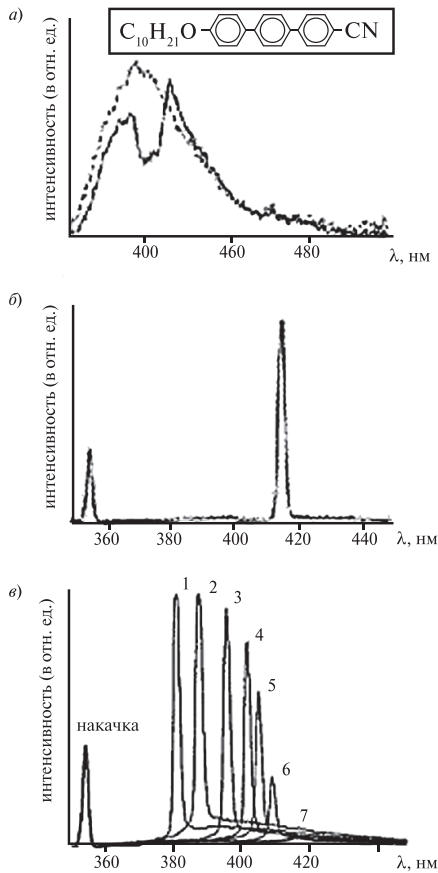 а)
C₁₀H₂₁O CN
интенсивность (в отн. ед.)
400 460 480
λ, нм
б)
интенсивность (в отн. ед.)
360 380 400 420 440 λ, нм
в)
интенсивность (в отн. ед.)
накачка
1 2 3 4 5 6 7
360 380 400 420
λ, нм